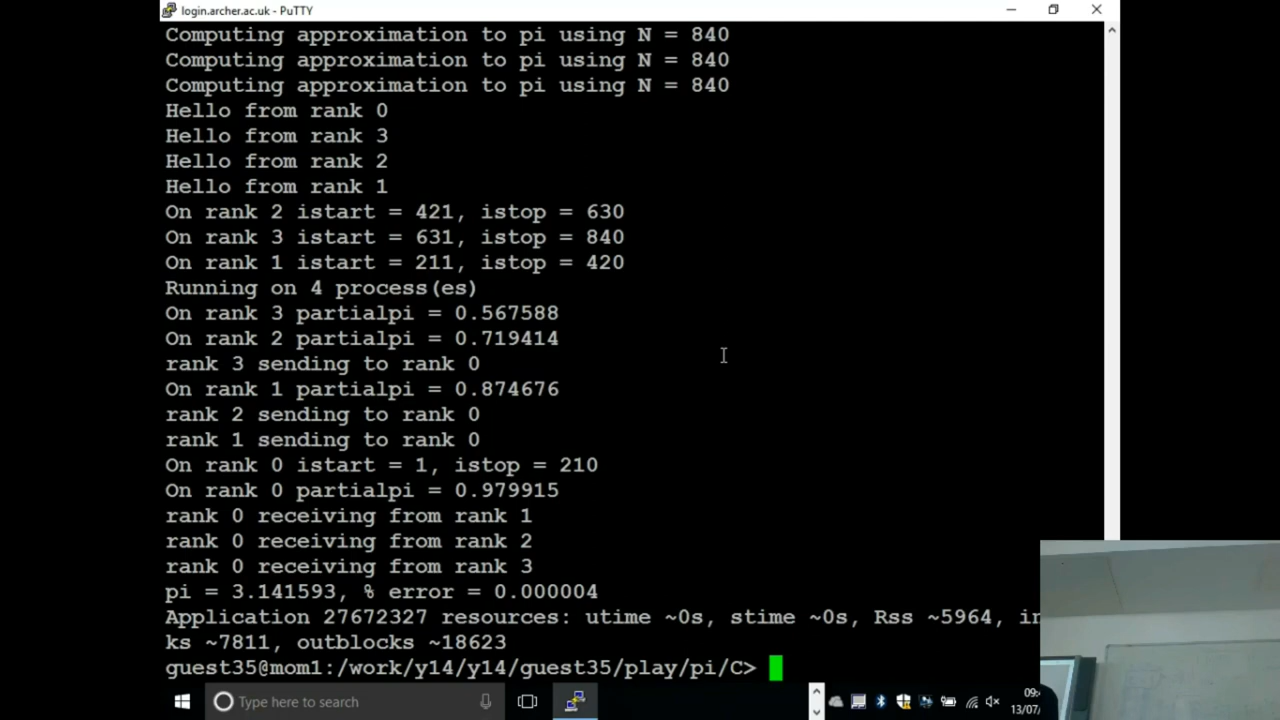 login.archer.ac.uk - PuTTY
Computing approximation to pi using N = 840
Computing approximation to pi using N = 840
Computing approximation to pi using N = 840
Hello from rank 0
Hello from rank 3
Hello from rank 2
Hello from rank 1
On rank 2 istart = 421, istop = 630
On rank 3 istart = 631, istop = 840
On rank 1 istart = 211, istop = 420
Running on 4 process(es)
On rank 3 partialpi = 0.567588
On rank 2 partialpi = 0.719414
rank 3 sending to rank 0
On rank 1 partialpi = 0.874676
rank 2 sending to rank 0
rank 1 sending to rank 0
On rank 0 istart = 1, istop = 210
On rank 0 partialpi = 0.979915
rank 0 receiving from rank 1
rank 0 receiving from rank 2
rank 0 receiving from rank 3
pi = 3.141593, % error = 0.000004
Application 27672327 resources: utime ~0s, stime ~0s, Rss ~5964, in
ks ~7811, outblocks ~18623
guest35@mom1:/work/y14/y14/guest35/play/pi/C>
Type here to search
09:
13/07/